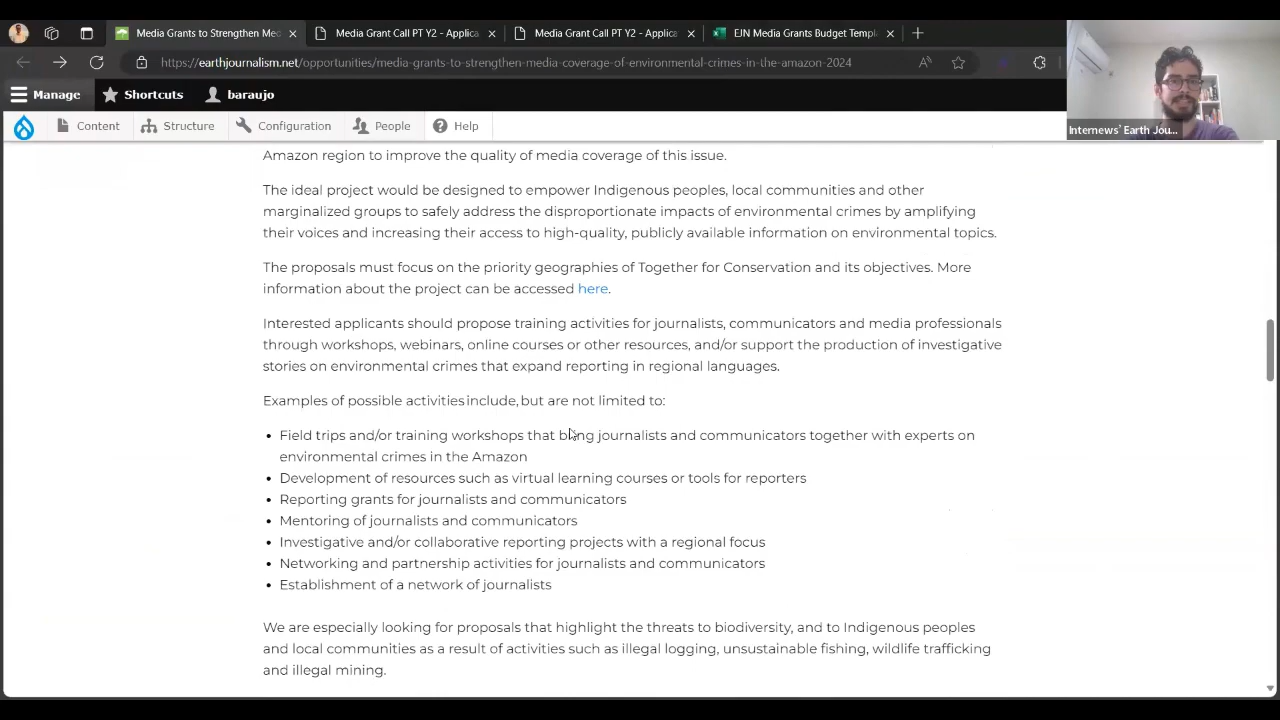 Media Grants to Strengthen Med
Media Grant Call PT Y2 - Applica
Media Grant Call PT Y2 - Applica
EJN Media Grants Budget Templ
https://earthjournalism.net/opportunities/media-grants-to-strengthen-media-coverage-of-environmental-crimes-in-the-amazon-2024
Manage
Shortcuts
baraujo
Content
Structure
Configuration
People
Help
Internews' Earth Jou...
Amazon region to improve the quality of media coverage of this issue.
The ideal project would be designed to empower Indigenous peoples, local communities and other
marginalized groups to safely address the disproportionate impacts of environmental crimes by amplifying
their voices and increasing their access to high-quality, publicly available information on environmental topics.
The proposals must focus on the priority geographies of Together for Conservation and its objectives. More
information about the project can be accessed here.
Interested applicants should propose training activities for journalists, communicators and media professionals
through workshops, webinars, online courses or other resources, and/or support the production of investigative
stories on environmental crimes that expand reporting in regional languages.
Examples of possible activities include, but are not limited to:
• Field trips and/or training workshops that bring journalists and communicators together with experts on
environmental crimes in the Amazon
• Development of resources such as virtual learning courses or tools for reporters
• Reporting grants for journalists and communicators
• Mentoring of journalists and communicators
• Investigative and/or collaborative reporting projects with a regional focus
• Networking and partnership activities for journalists and communicators
• Establishment of a network of journalists
We are especially looking for proposals that highlight the threats to biodiversity, and to Indigenous peoples
and local communities as a result of activities such as illegal logging, unsustainable fishing, wildlife trafficking
and illegal mining.